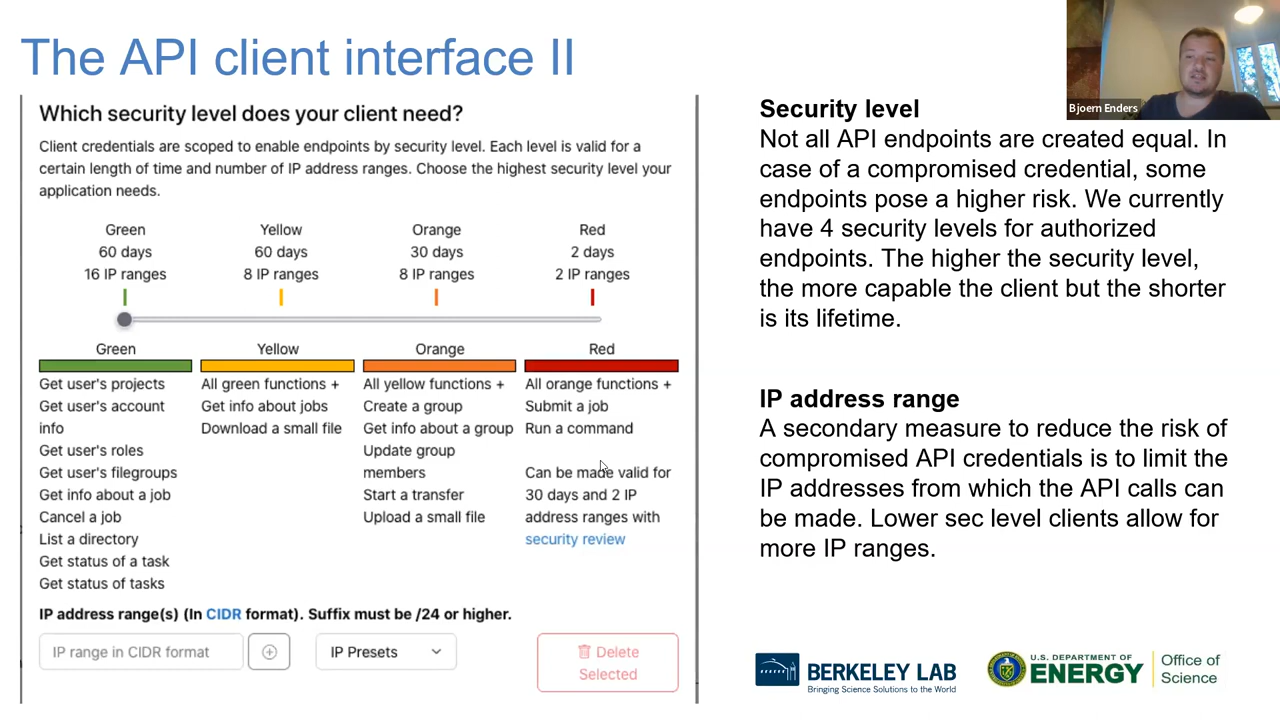 The API client interface II
Bjoern Enders
Which security level does your client need?
Client credentials are scoped to enable endpoints by security level. Each level is valid for a
certain length of time and number of IP address ranges. Choose the highest security level your
application needs.
Green
60 days
16 IP ranges
Yellow
60 days
8 IP ranges
Orange
30 days
8 IP ranges
Red
2 days
2 IP ranges
Green
Get user's projects
Get user's account
info
Get user's roles
Get user's filegroups
Get info about a job
Cancel a job
List a directory
Get status of a task
Get status of tasks
Yellow
All green functions +
Get info about jobs
Download a small file
Orange
All yellow functions +
Create a group
Get info about a group
Update group
members
Start a transfer
Upload a small file
Red
All orange functions +
Submit a job
Run a command
Can be made valid for
30 days and 2 IP
address ranges with
security review
IP address range(s) (In CIDR format). Suffix must be /24 or higher.
IP range in CIDR format
IP Presets
Delete
Selected
Security level
Not all API endpoints are created equal. In
case of a compromised credential, some
endpoints pose a higher risk. We currently
have 4 security levels for authorized
endpoints. The higher the security level,
the more capable the client but the shorter
is its lifetime.
IP address range
A secondary measure to reduce the risk of
compromised API credentials is to limit the
IP addresses from which the API calls can
be made. Lower sec level clients allow for
more IP ranges.
BERKELEY LAB
Bringing Science Solutions to the World
U.S. DEPARTMENT OF
ENERGY
Office of
Science